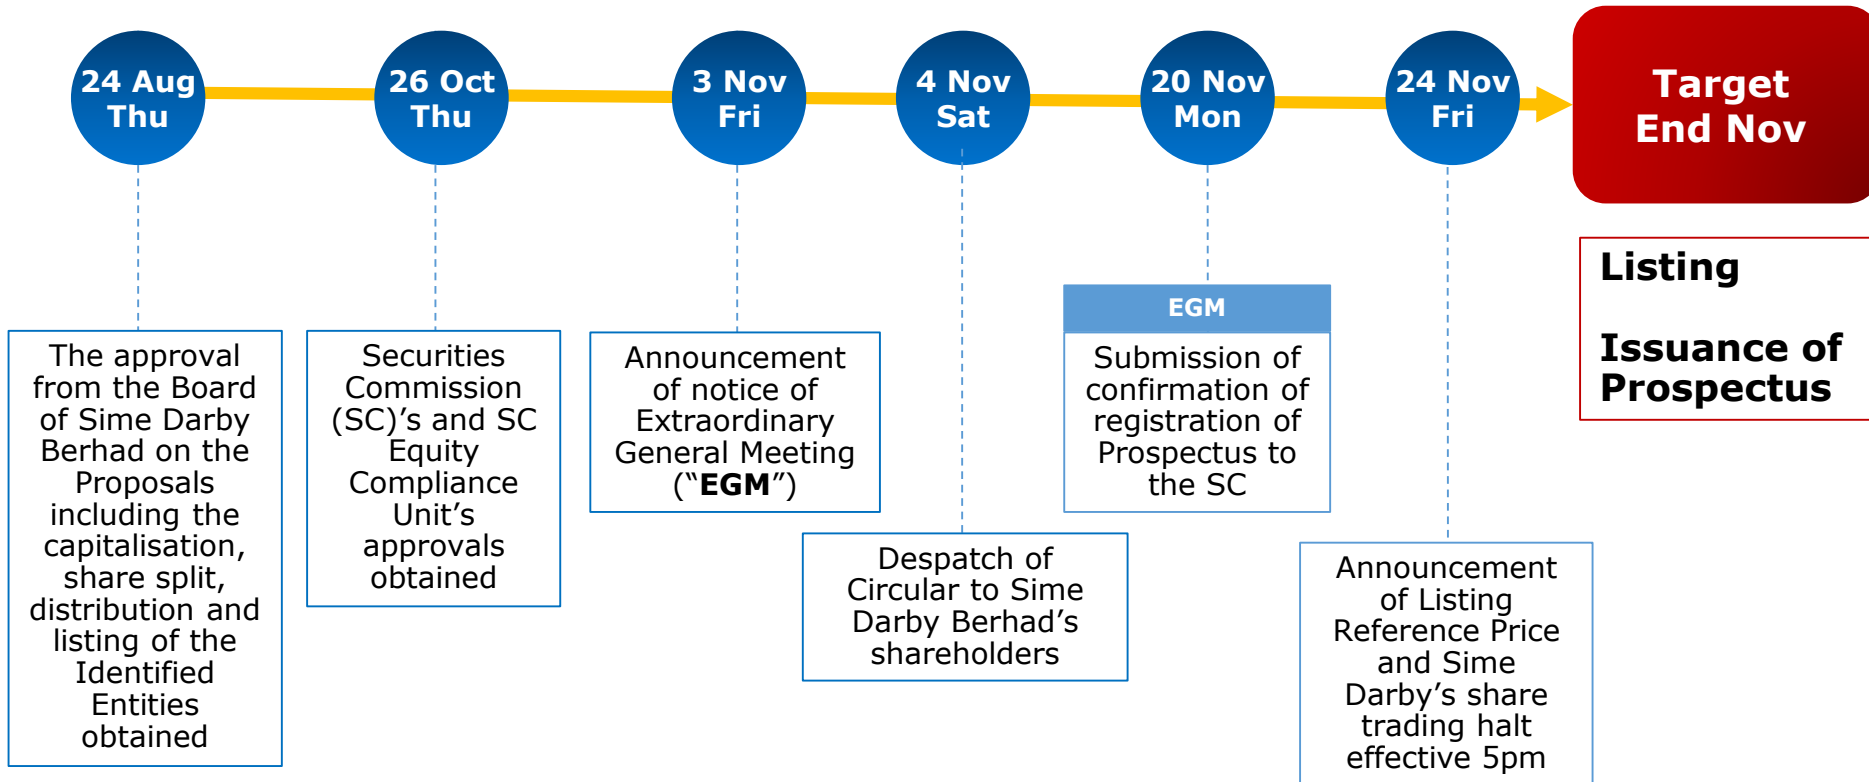 24 Aug
Thu
26 Oct
Thu
3 Nov
Fri
4 Nov
Sat
20 Nov
Mon
24 Nov
Fri
Target
End Nov
The approval
from the Board
of Sime Darby
Berhad on the
Proposals
including the
capitalisation,
share split,
distribution and
listing of the
Identified
Entities
obtained
Securities
Commission
(SC)’s and SC
Equity
Compliance
Unit’s
approvals
obtained
Announcement
of notice of
Extraordinary
General Meeting
(“EGM”)
Despatch of
Circular to Sime
Darby Berhad’s
shareholders
EGM
Submission of
confirmation of
registration of
Prospectus to
the SC
Announcement
of Listing
Reference Price
and Sime
Darby’s share
trading halt
effective 5pm
Listing
Issuance of
Prospectus